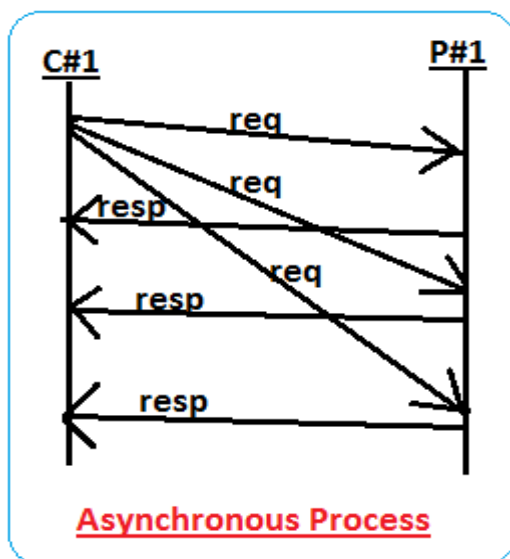 C#1 P#1
req
req
resp
req
resp
resp
Asynchronous Process